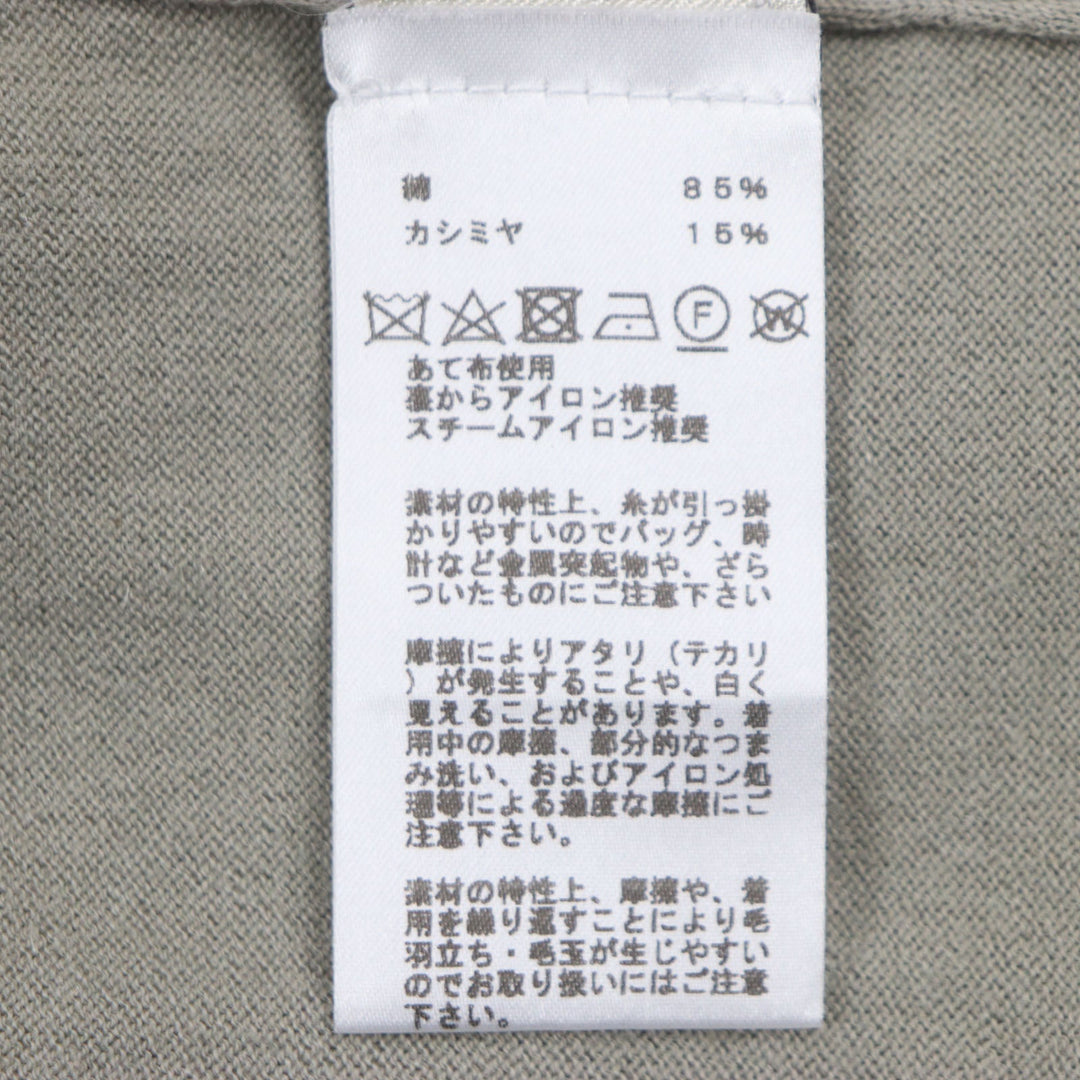 綿 85%
カシミヤ 15%
F W
あて布使用
裏からアイロン推奨
スチームアイロン推奨
素材の特性上、糸が引っ掛
かりやすいのでバッグ、時
計など金属突起物や、ざら
ついたものにご注意下さい
摩擦によりアタリ（テカリ
）が発生することや、白く
見えることがあります。着
用中の摩擦、部分的なつま
み洗い、およびアイロン処
理等による過度な摩擦にご
注意下さい。
素材の特性上、摩擦や、着
用を繰り返すことにより毛
羽立ち・毛玉が生じやすい
のでお取り扱いにはご注意
下さい。